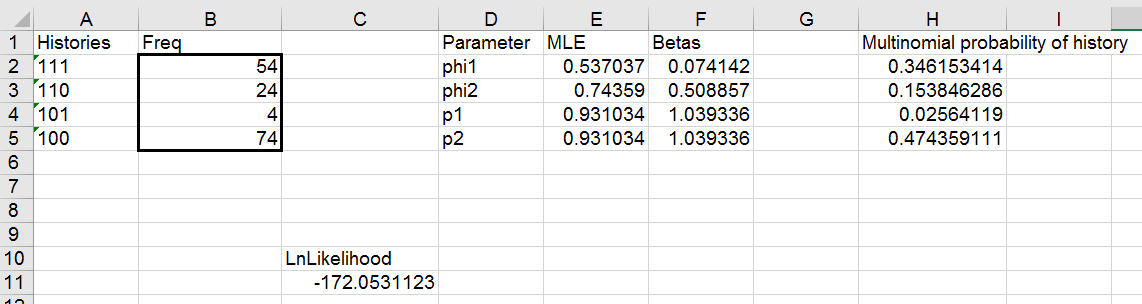 A B C D E F G H I
1 Histories Freq Parameter MLE Betas Multinomial probability of history
2 111 54 phi1 0.537037 0.074142 0.346153414
3 110 24 phi2 0.74359 0.508857 0.153846286
4 101 4 p1 0.931034 1.039336 0.02564119
5 100 74 p2 0.931034 1.039336 0.474359111
6
7
8
9
10 LnLikelihood
11 -172.0531123
12